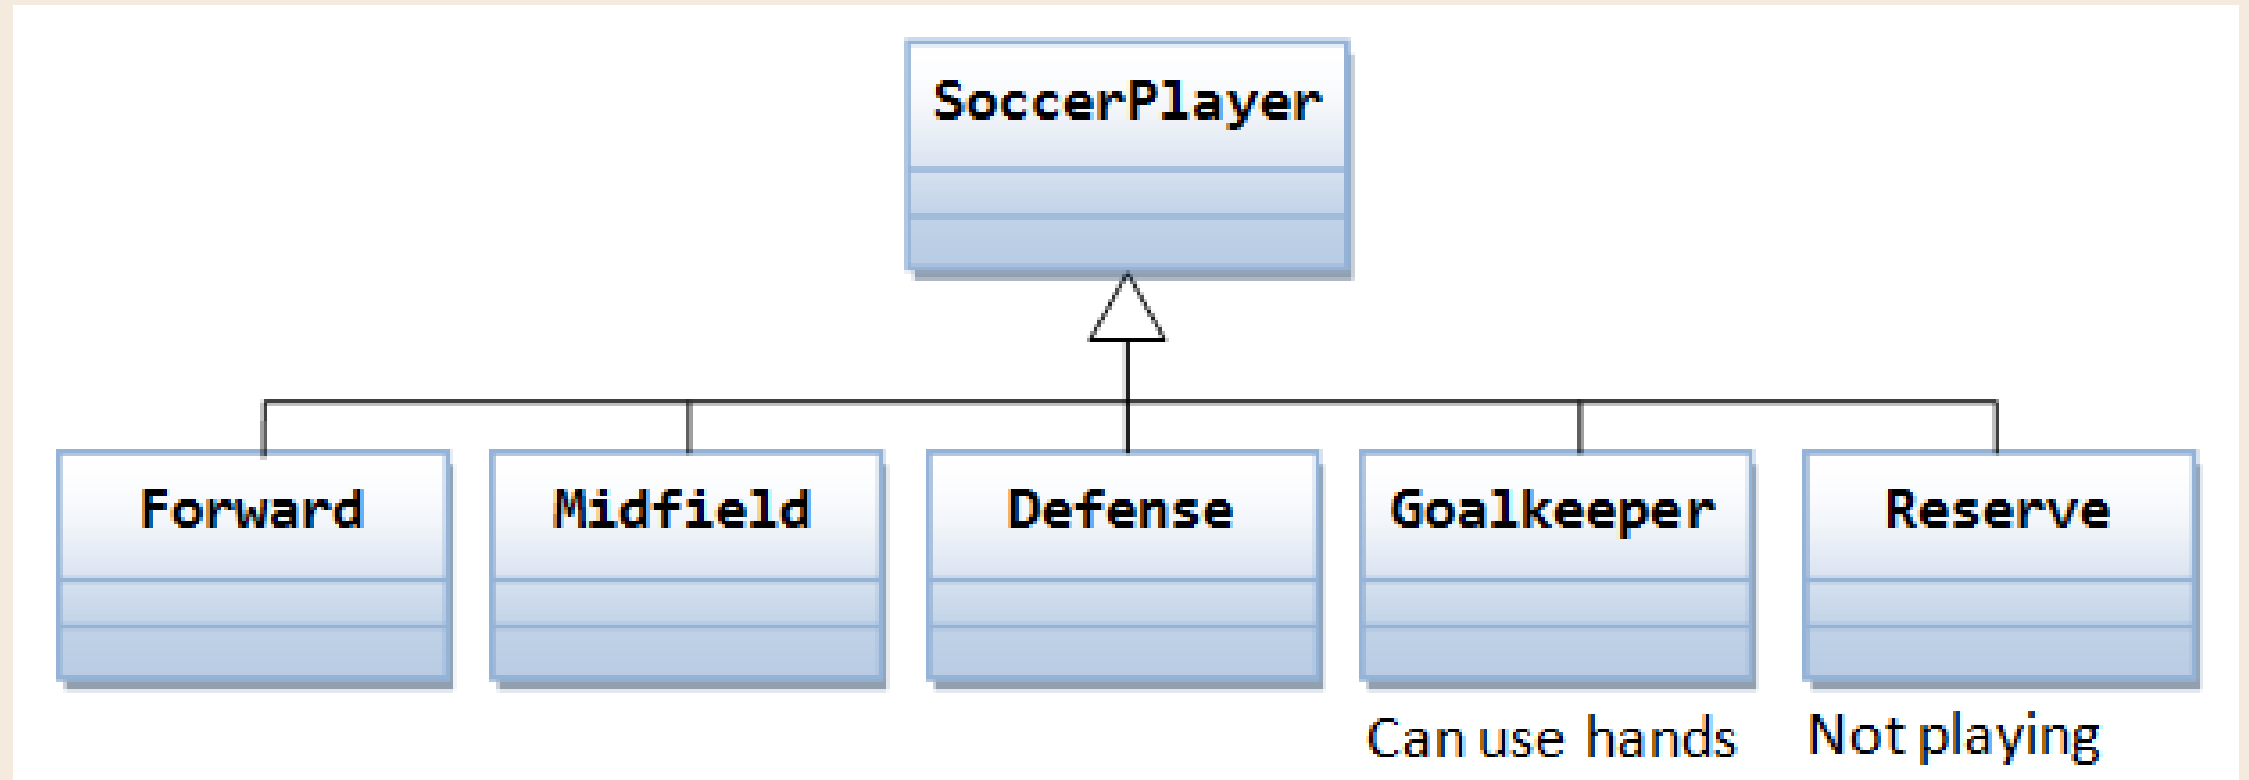 SoccerPlayer
Forward
Midfield
Defense
Goalkeeper
Reserve
Can use hands
Not playing